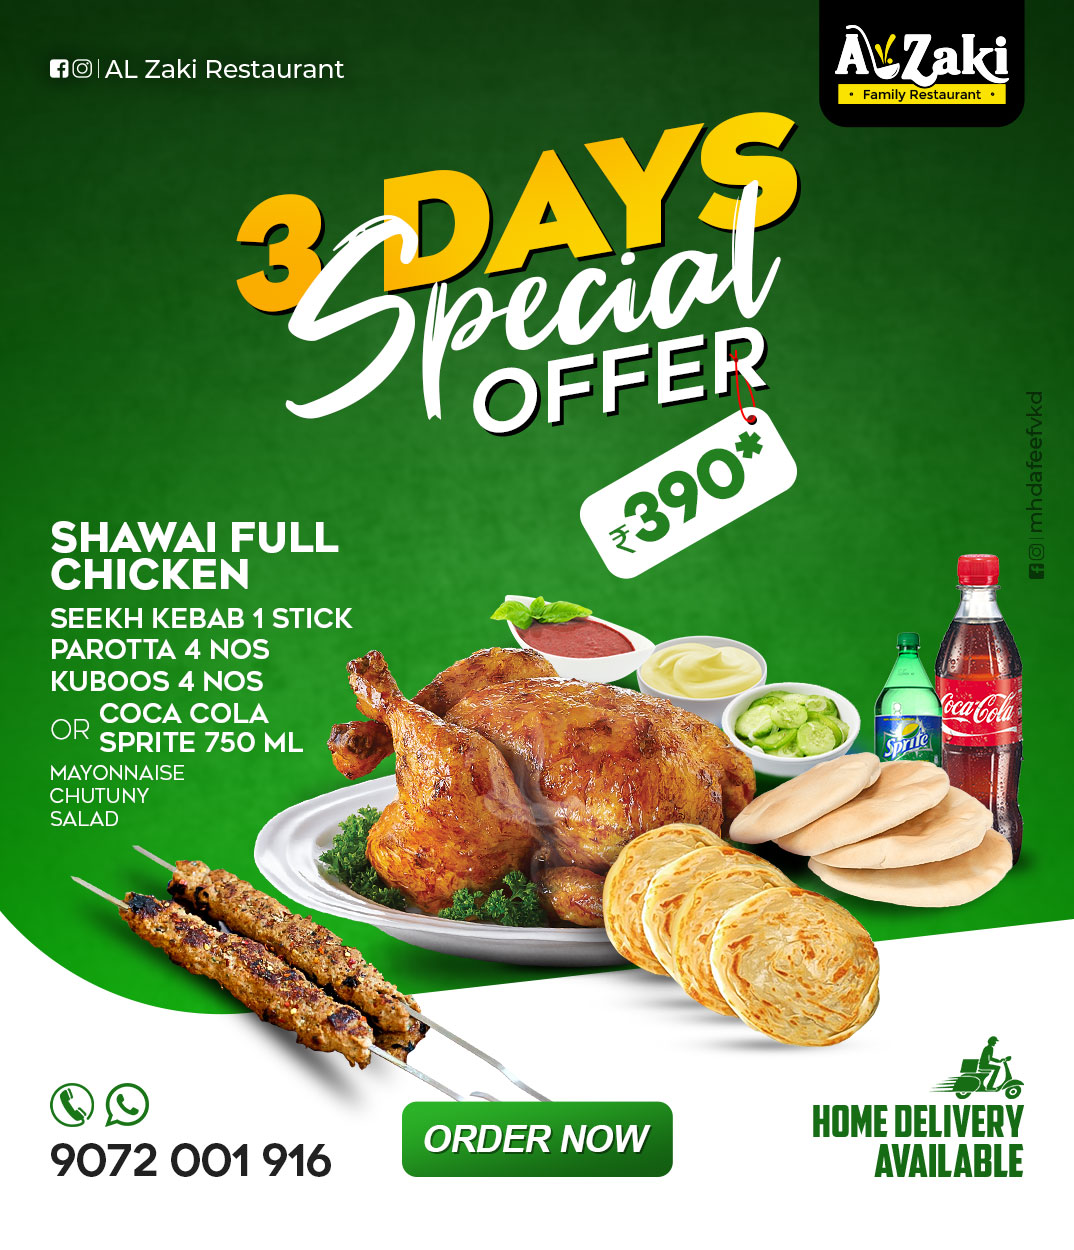 AL Zaki Restaurant
AL Zaki
• Family Restaurant •
3 DAYS
Special
OFFER
₹390*
mhdafeefvkd
SHAWAI FULL
CHICKEN
SEEKH KEBAB 1 STICK
PAROTTA 4 NOS
KUBOOS 4 NOS
OR COCA COLA
SPRITE 750 ML
MAYONNAISE
CHUTUNY
SALAD
Sprite
Coca-Cola
9072 001 916
ORDER NOW
HOME DELIVERY
AVAILABLE